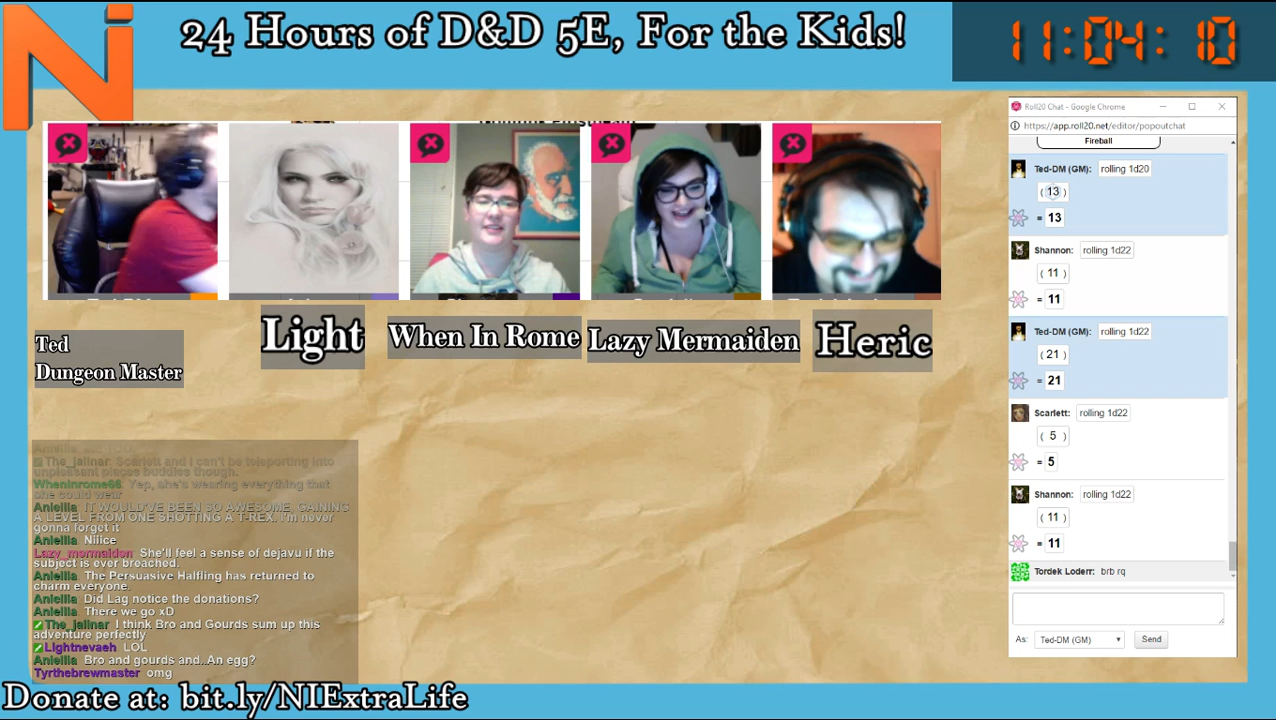 Ni
24 Hours of D&D 5E, For the Kids!
11:04:10
Roll20 Chat - Google Chrome
https://app.roll20.net/editor/popoutchat
Fireball
Ted-DM (GM): rolling 1d20
( 13 )
= 13
Shannon: rolling 1d22
( 11 )
= 11
Ted-DM (GM): rolling 1d22
( 21 )
= 21
Scarlett: rolling 1d22
( 5 )
= 5
Shannon: rolling 1d22
( 11 )
= 11
Tordek Loderr: brb rq
As: Ted-DM (GM) Send
Ted
Dungeon Master
Light
When In Rome
Lazy Mermaiden
Heric
The_jalinar: Scarlett and I can't be teleporting into
unpleasant places buddies though.
WhenInrome66: Yep, she's wearing everything that
she could wear
Aniellia IT WOULD'VE BEEN SO AWESOME, GAINING
A LEVEL FROM ONE SHOTTING A T-REX. I'm never
gonna forget it
Aniellia Niiice
Lazy_mermaiden She'll feel a sense of dejavu if the
subject is ever breached.
Aniellia The Persuasive Halfling has returned to
charm everyone.
Aniellia Did Lag notice the donations?
Aniellia There we go xD
The_jalinar I think Bro and Gourds sum up this
adventure perfectly
Lightnevaeh LOL
Aniellia Bro and gourds and..An egg?
Tyrthebrewmaster omg
Donate at: bit.ly/NIExtraLife